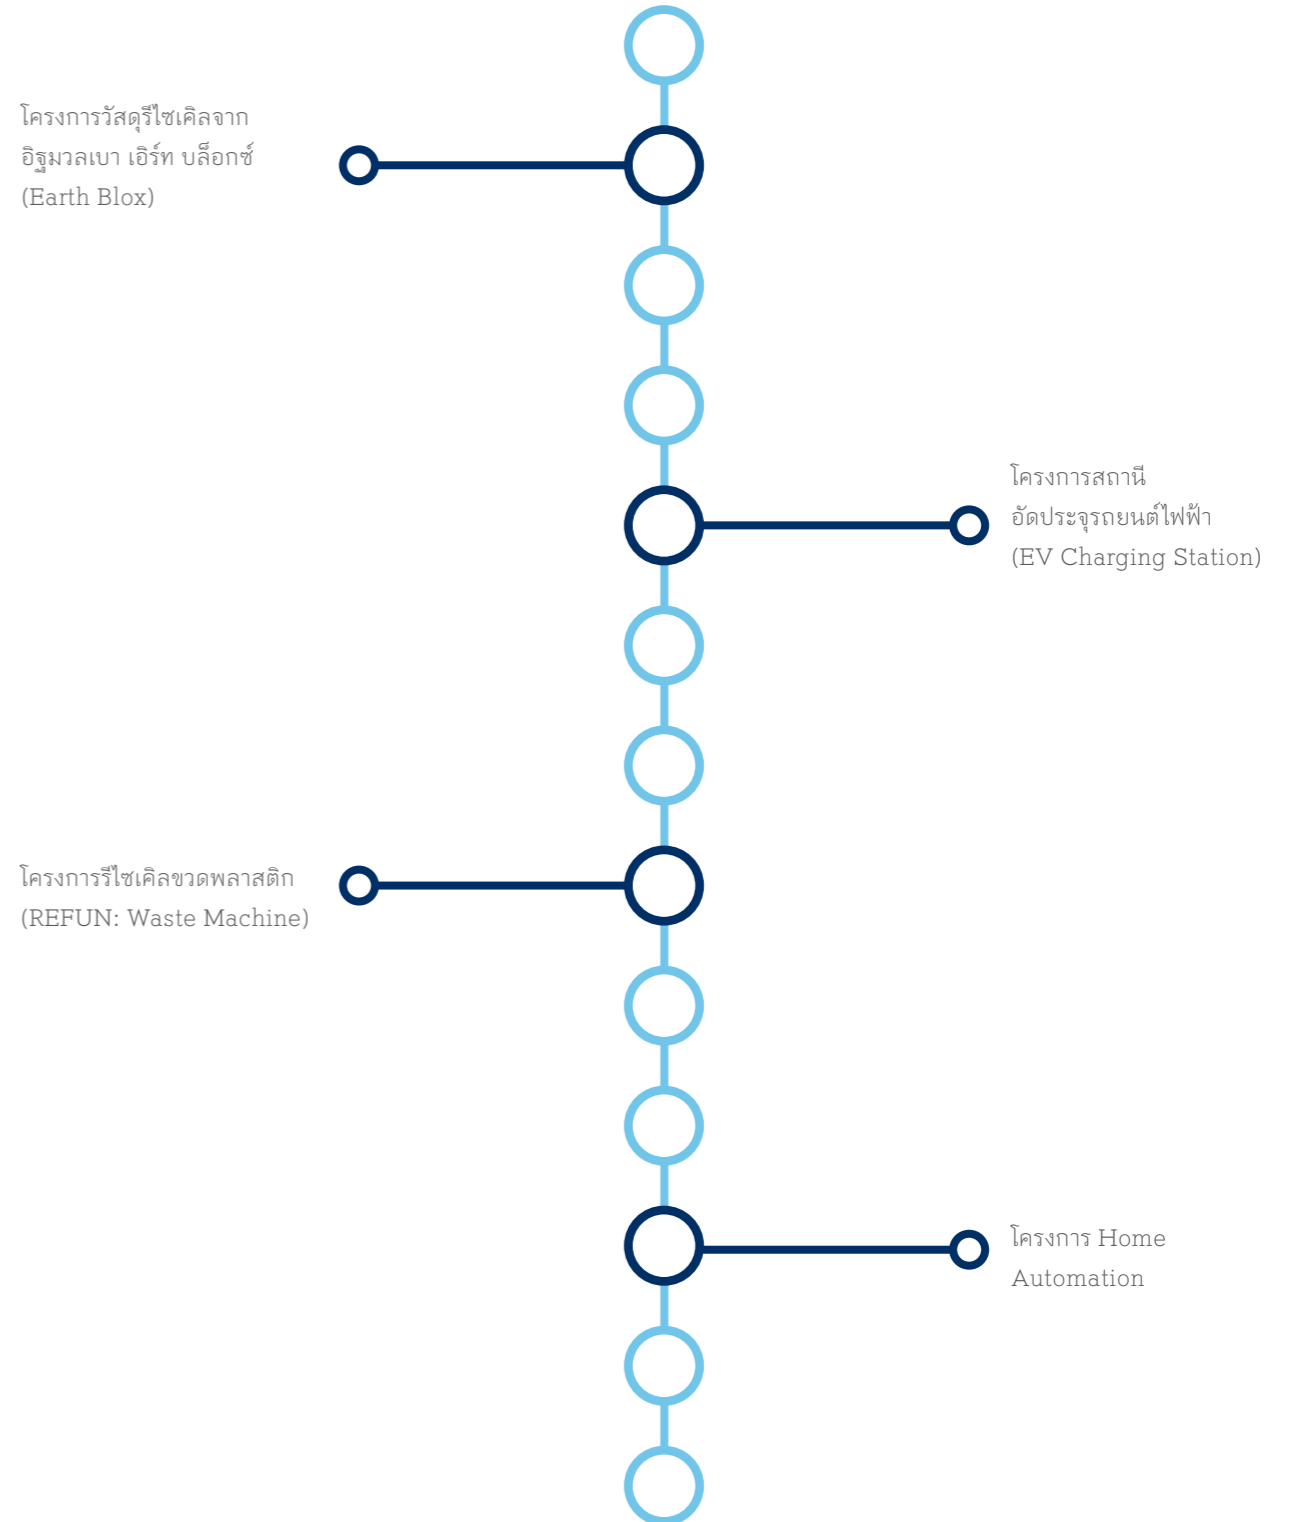 โครงการวัสดุรีไซเคิลจาก
อิฐมวลเบา เอิร์ท บล็อกซ์
(Earth Blox)
โครงการสถานี
อัดประจุรถยนต์ไฟฟ้า
(EV Charging Station)
โครงการรีไซเคิลขวดพลาสติก
(REFUN: Waste Machine)
โครงการ Home
Automation